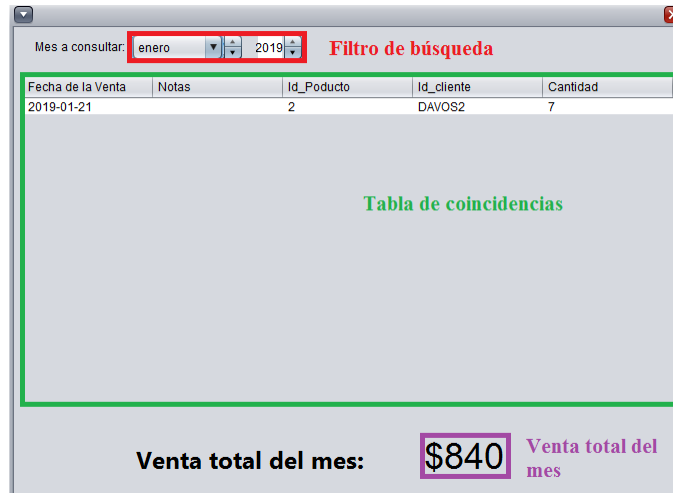 Mes a consultar: enero 2019 Filtro de búsqueda
Fecha de la Venta Notas Id_Poducto Id_cliente Cantidad
2019-01-21 2 DAVOS2 7
Tabla de coincidencias
Venta total del mes: $840 Venta total del
mes